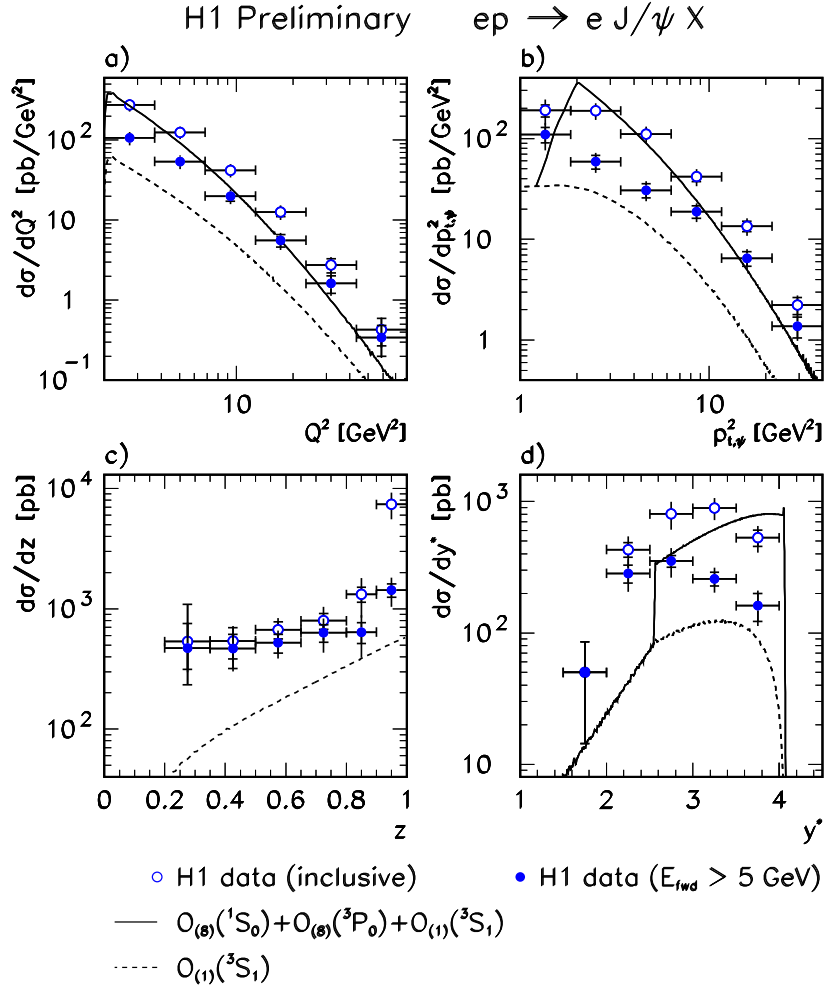 H1 Preliminary ep → e J/ψ X
a)
dσ/dQ² [pb/GeV²]
10²
10
1
10⁻¹
10
Q² [GeV²]
b)
dσ/dp²ₜ,ψ [pb/GeV²]
10²
10
1
1 10
p²ₜ,ψ [GeV²]
c)
dσ/dz [pb]
10⁴
10³
10²
0 0.2 0.4 0.6 0.8 1
z
d)
dσ/dy* [pb]
10³
10²
10
1 2 3 4
y*
H1 data (inclusive)
H1 data (E_fwd > 5 GeV)
O₍₈₎(¹S₀)+O₍₈₎(³P₀)+O₍₁₎(³S₁)
O₍₁₎(³S₁)